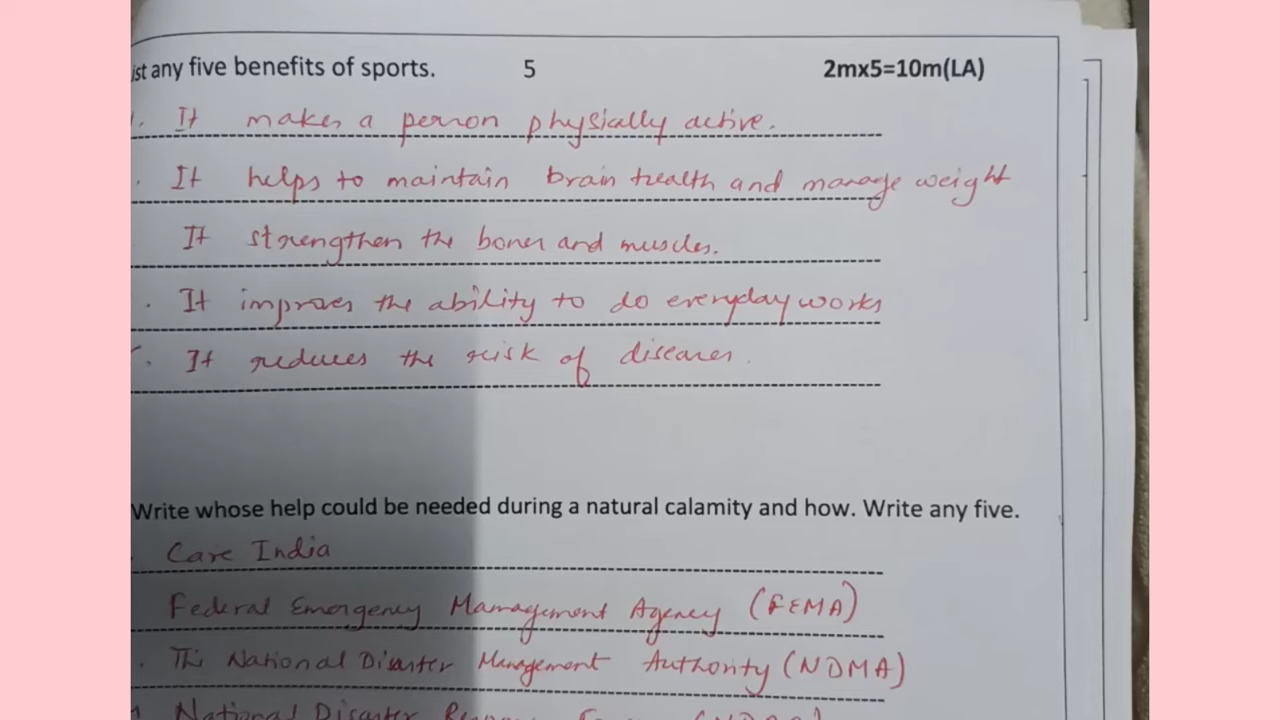 ist any five benefits of sports. 5 2mx5=10m(LA)
1. It makes a person physically active.
. It helps to maintain brain health and manage weight
It strengthen the bones and muscles.
. It improves the ability to do everyday works
. It reduces the risk of diseases.
Write whose help could be needed during a natural calamity and how. Write any five.
Care India
Federal Emergency Management Agency (FEMA)
. The National Disaster Management Authority (NDMA)
National Disaster